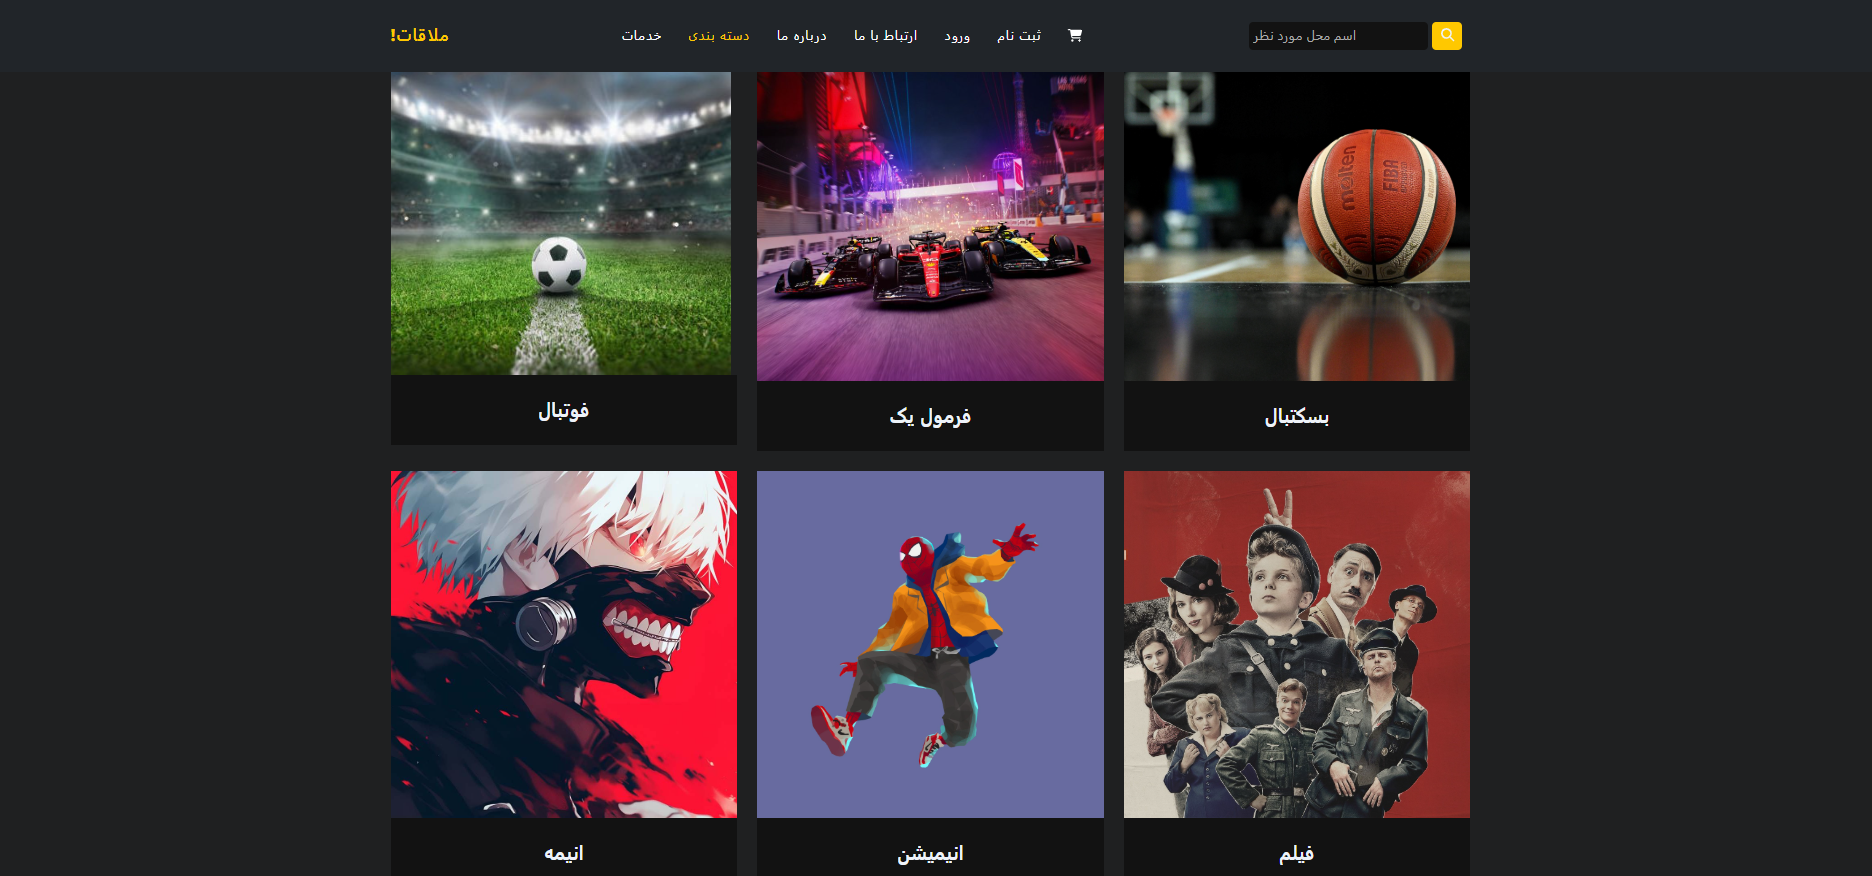 ملاقات!
خدمات
دسته بندی
درباره ما
ارتباط با ما
ورود
ثبت نام
اسم محل مورد نظر
molten
FIBA
فوتبال
فرمول یک
بسکتبال
انیمه
انیمیشن
فیلم